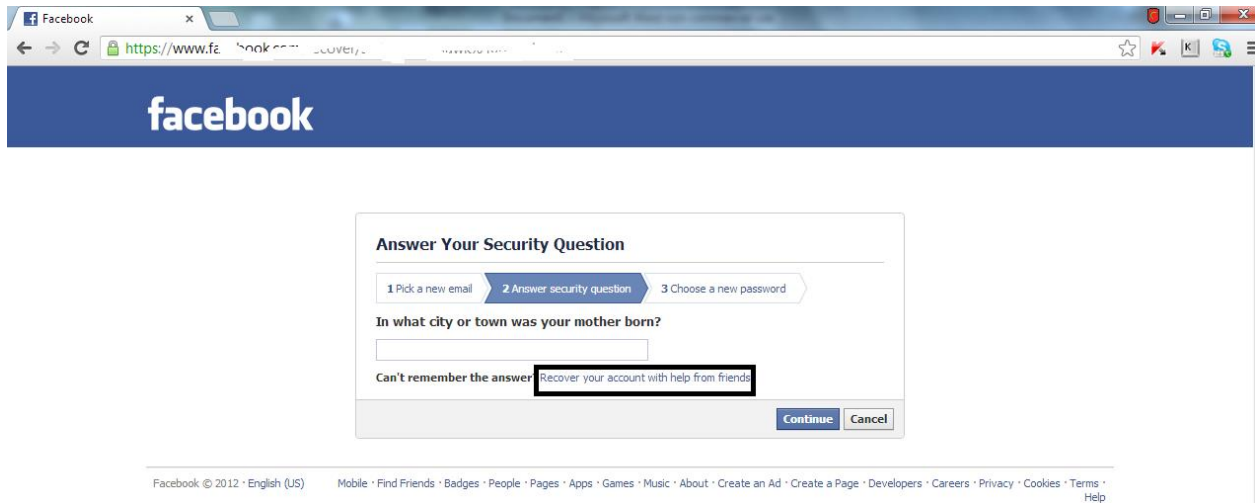 Facebook
https://www.fa
facebook
Answer Your Security Question
1 Pick a new email 2 Answer security question 3 Choose a new password
In what city or town was your mother born?
Can't remember the answer Recover your account with help from friends
Continue Cancel
Facebook © 2012 · English (US) Mobile · Find Friends · Badges · People · Pages · Apps · Games · Music · About · Create an Ad · Create a Page · Developers · Careers · Privacy · Cookies · Terms ·
Help